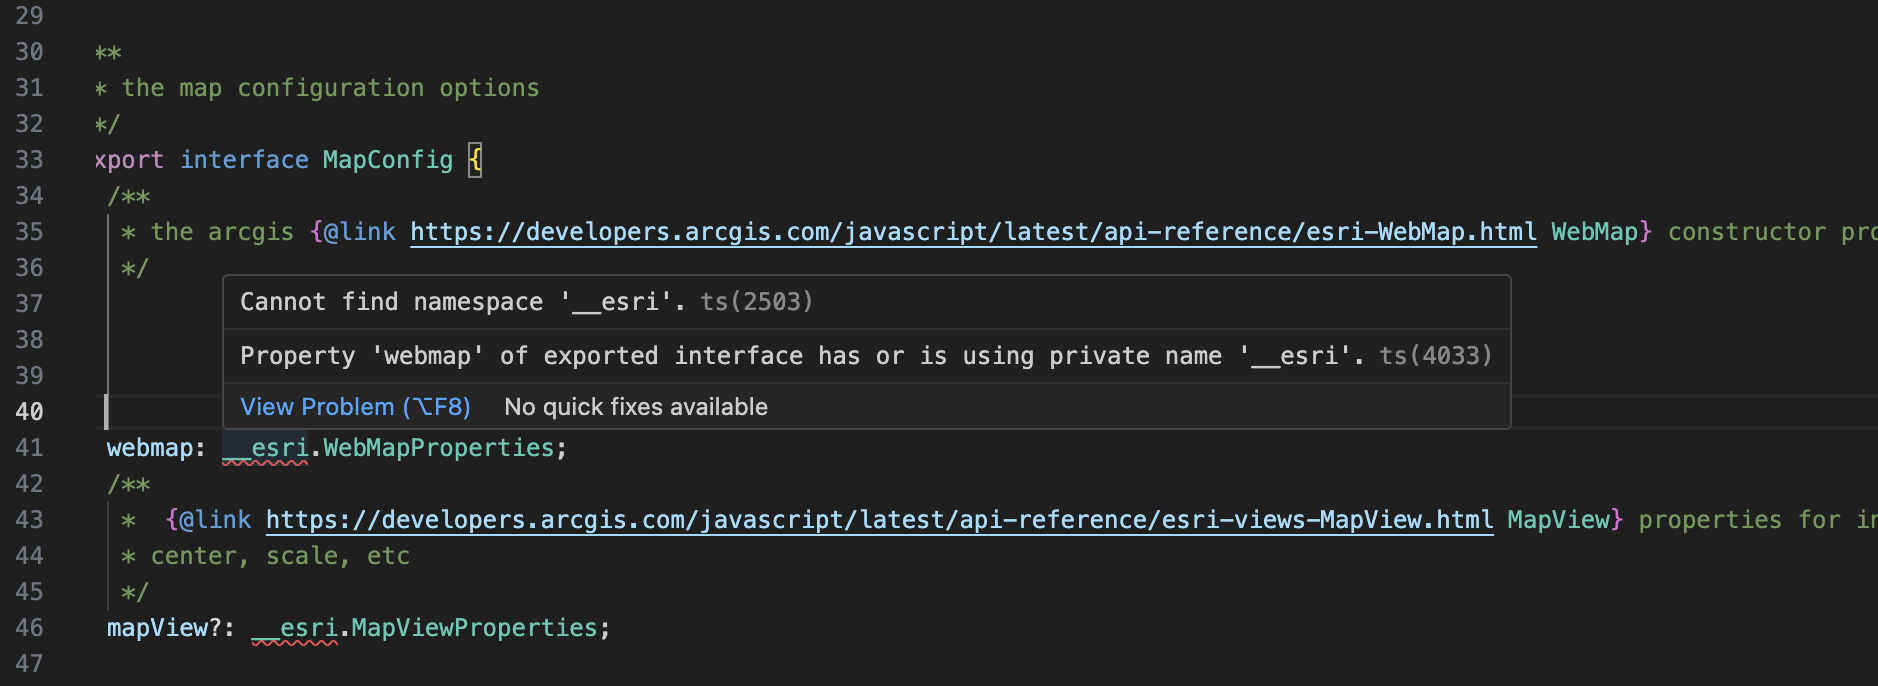 29
30 **
31 * the map configuration options
32 */
33 xport interface MapConfig {
34 /**
35 * the arcgis {@link https://developers.arcgis.com/javascript/latest/api-reference/esri-WebMap.html WebMap} constructor pro
36 */
37 Cannot find namespace '__esri'. ts(2503)
38
39 Property 'webmap' of exported interface has or is using private name '__esri'. ts(4033)
40 View Problem (⌥F8) No quick fixes available
41 webmap: __esri.WebMapProperties;
42 /**
43 * {@link https://developers.arcgis.com/javascript/latest/api-reference/esri-views-MapView.html MapView} properties for in
44 * center, scale, etc
45 */
46 mapView?: __esri.MapViewProperties;
47